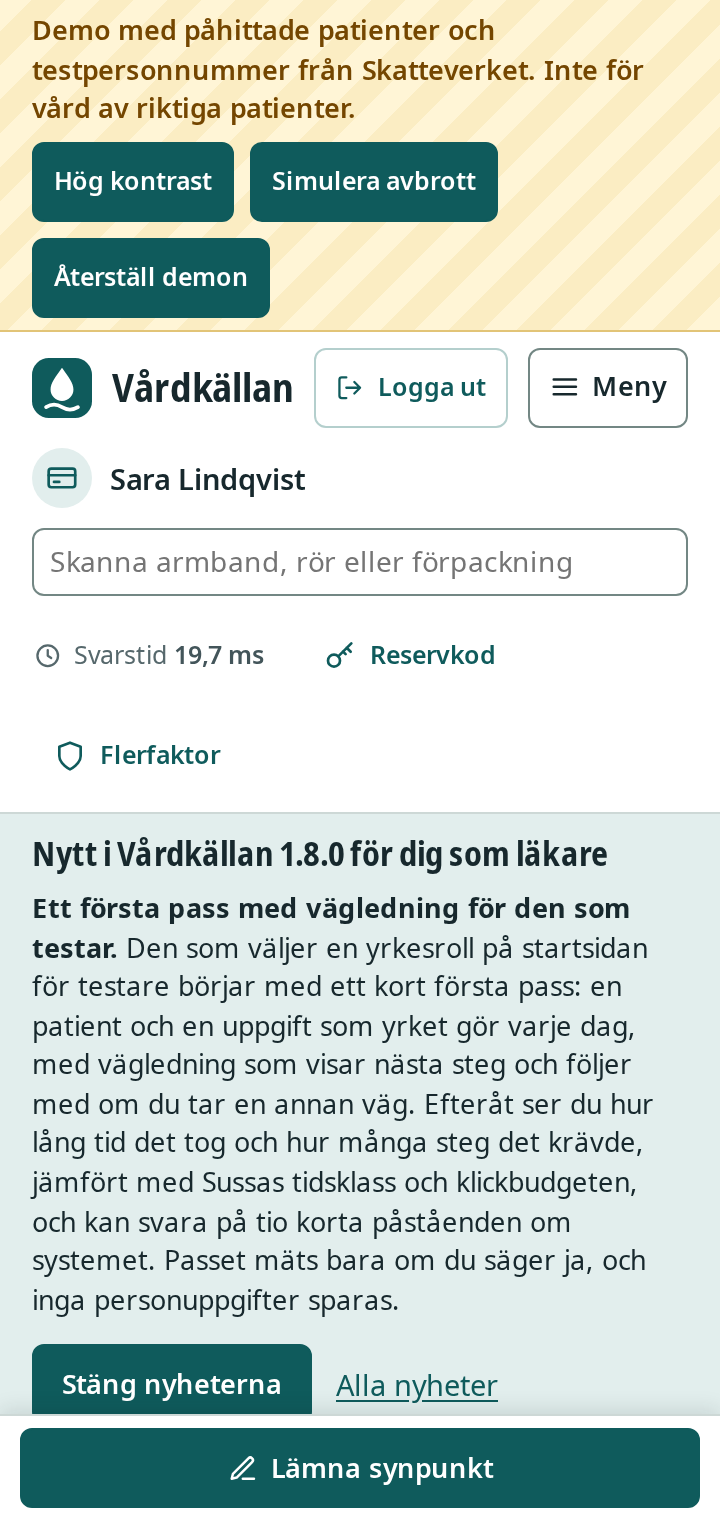 Demo med påhittade patienter och
testpersonnummer från Skatteverket. Inte för
vård av riktiga patienter.
Hög kontrast
Simulera avbrott
Återställ demon
Vårdkällan
Logga ut
Meny
Sara Lindqvist
Skanna armband, rör eller förpackning
Svarstid 19,7 ms
Reservkod
Flerfaktor
Nytt i Vårdkällan 1.8.0 för dig som läkare
Ett första pass med vägledning för den som
testar. Den som väljer en yrkesroll på startsidan
för testare börjar med ett kort första pass: en
patient och en uppgift som yrket gör varje dag,
med vägledning som visar nästa steg och följer
med om du tar en annan väg. Efteråt ser du hur
lång tid det tog och hur många steg det krävde,
jämfört med Sussas tidsklass och klickbudgeten,
och kan svara på tio korta påståenden om
systemet. Passet mäts bara om du säger ja, och
inga personuppgifter sparas.
Stäng nyheterna
Alla nyheter
Lämna synpunkt